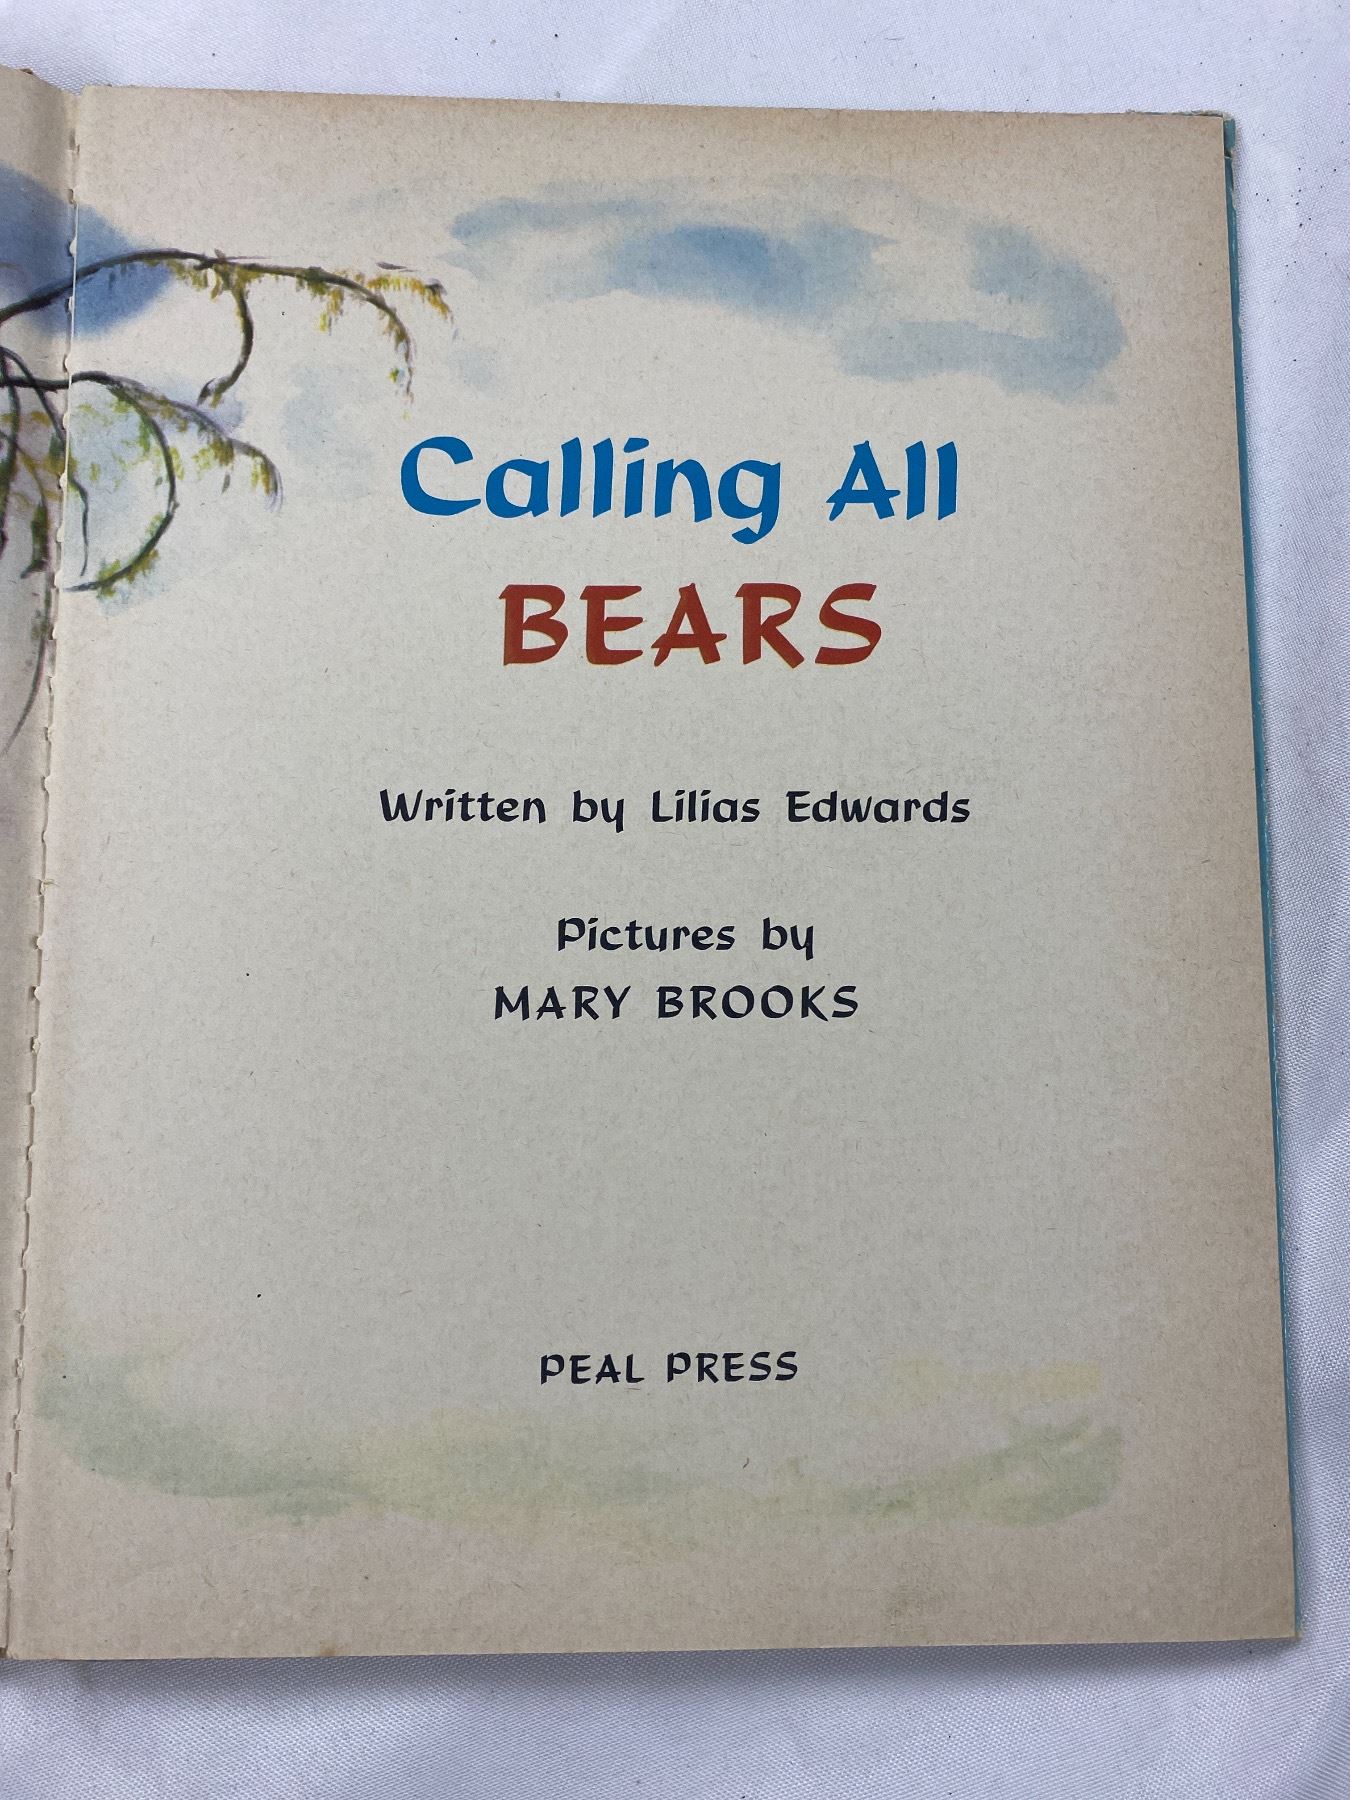 Calling All
BEARS
Written by Lilias Edwards
Pictures by
MARY BROOKS
PEAL PRESS